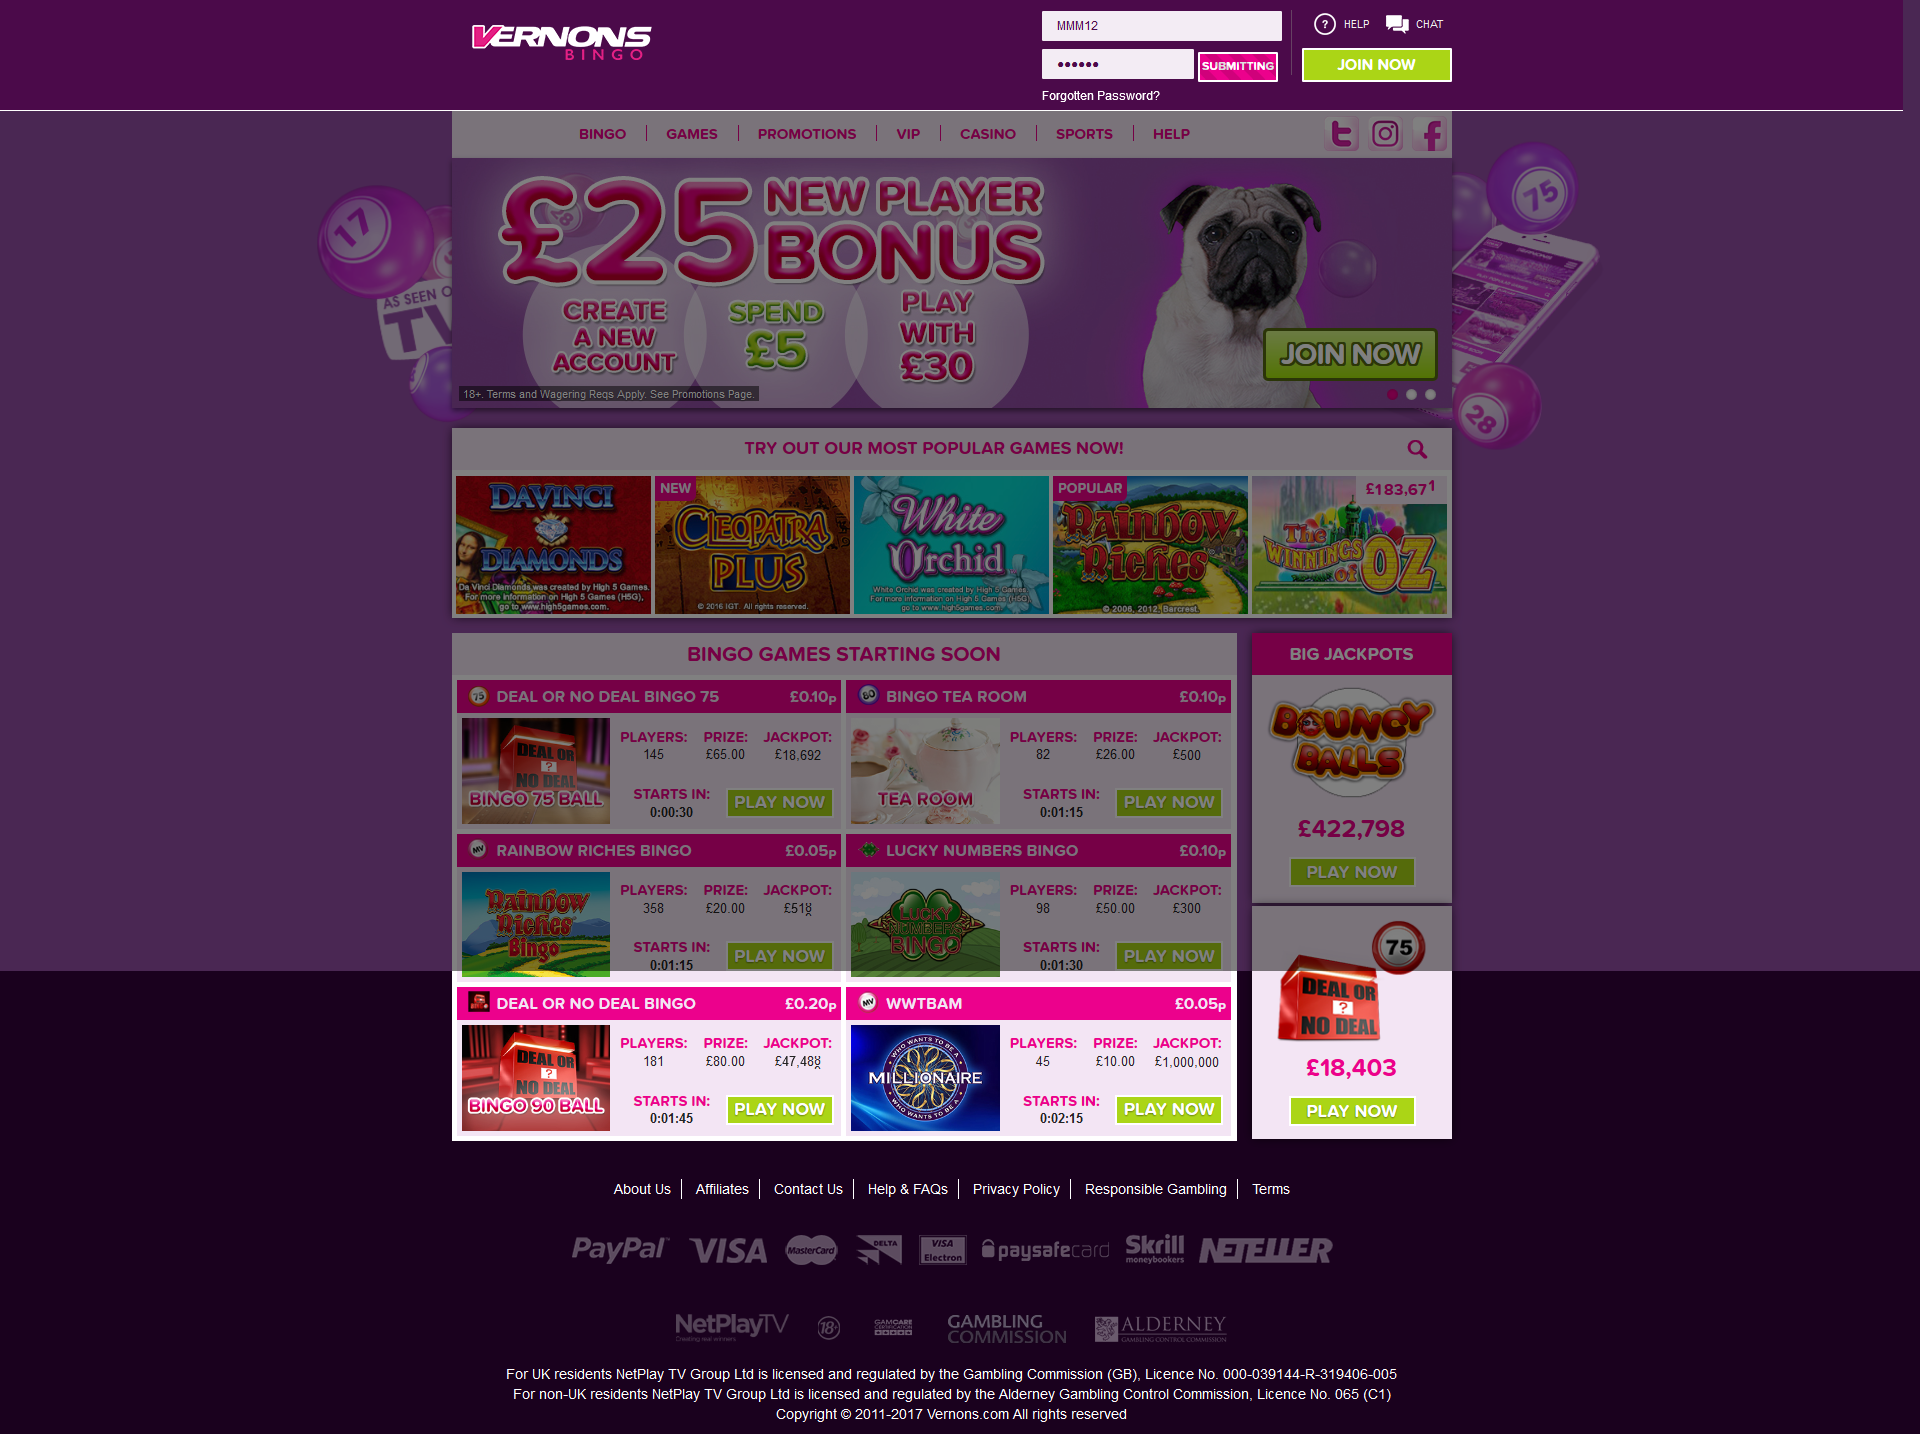 VERNONS
BINGO
MMM12
••••••
SUBMITTING
Forgotten Password?
? HELP
CHAT
JOIN NOW
BINGO
GAMES
PROMOTIONS
VIP
CASINO
SPORTS
HELP
17
AS SEEN O
TV
£25 NEW PLAYER
BONUS
CREATE
A NEW
ACCOUNT
SPEND
£5
PLAY
WITH
£30
JOIN NOW
18+. Terms and Wagering Reqs Apply. See Promotions Page.
75
28
TRY OUT OUR MOST POPULAR GAMES NOW!
DAVINCI
DIAMONDS
Da Vinci Diamonds was created by High 5 Games.
For more information on High 5 Games (H5G),
go to www.high5games.com.
NEW
CLEOPATRA
PLUS
© 2016 IGT. All rights reserved.
White
Orchid
White Orchid was created by High 5 Games.
For more information on High 5 Games (H5G),
go to www.high5games.com
POPULAR
Rainbow
Riches
© 2006, 2012, Barcrest.
£183,671
The
WINNINGS
of OZ
BINGO GAMES STARTING SOON
75 DEAL OR NO DEAL BINGO 75 £0.10p
DEAL OR
?
NO DEAL
BINGO 75 BALL
PLAYERS: PRIZE: JACKPOT:
145 £65.00 £18,692
STARTS IN:
0:00:30
PLAY NOW
80 BINGO TEA ROOM £0.10p
TEA ROOM
PLAYERS: PRIZE: JACKPOT:
82 £26.00 £500
STARTS IN:
0:01:15
PLAY NOW
MV RAINBOW RICHES BINGO £0.05p
Rainbow
Riches
Bingo
PLAYERS: PRIZE: JACKPOT:
358 £20.00 £518
STARTS IN:
0:01:15
PLAY NOW
LUCKY NUMBERS BINGO £0.10p
LUCKY
NUMBERS
BINGO
PLAYERS: PRIZE: JACKPOT:
98 £50.00 £300
STARTS IN:
0:01:30
PLAY NOW
DEAL OR NO DEAL BINGO £0.20p
DEAL OR
?
NO DEAL
BINGO 90 BALL
PLAYERS: PRIZE: JACKPOT:
181 £80.00 £47,488
STARTS IN:
0:01:45
PLAY NOW
MV WWTBAM £0.05p
WHO WANTS TO BE A
MILLIONAIRE
WHO WANTS TO BE A
PLAYERS: PRIZE: JACKPOT:
45 £10.00 £1,000,000
STARTS IN:
0:02:15
PLAY NOW
BIG JACKPOTS
BOUNCY
BALLS
£422,798
PLAY NOW
75
DEAL OR
?
NO DEAL
£18,403
PLAY NOW
About Us
Affiliates
Contact Us
Help & FAQs
Privacy Policy
Responsible Gambling
Terms
PayPal
VISA
MasterCard
DELTA
VISA
Electron
paysafecard
Skrill
moneybookers
NETELLER
NetPlayTV
Creating real winners
18+
GAMCARE
CERTIFICATION
GAMBLING
COMMISSION
ALDERNEY
GAMBLING CONTROL COMMISSION
For UK residents NetPlay TV Group Ltd is licensed and regulated by the Gambling Commission (GB), Licence No. 000-039144-R-319406-005
For non-UK residents NetPlay TV Group Ltd is licensed and regulated by the Alderney Gambling Control Commission, Licence No. 065 (C1)
Copyright © 2011-2017 Vernons.com All rights reserved